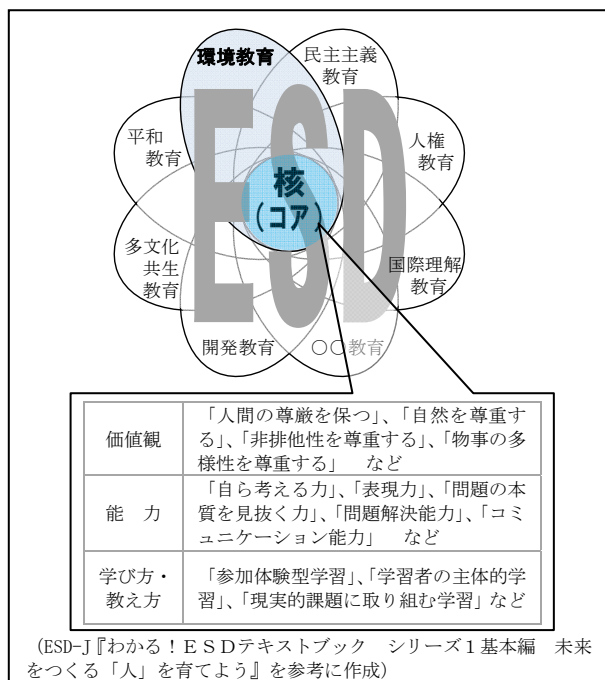 環境教育
民主主義
教育
平和
教育
人権
教育
ESD
核
(コア)
多文化
共生
教育
国際理解
教育
開発教育
○○教育
価値観
「人間の尊厳を保つ」、「自然を尊重す
る」、「非排他性を尊重する」、「物事の多
様性を尊重する」 など
能 力
「自ら考える力」、「表現力」、「問題の本
質を見抜く力」、「問題解決能力」、「コミ
ュニケーション能力」 など
学び方・
教え方
「参加体験型学習」、「学習者の主体的学
習」、「現実的課題に取り組む学習」など
(ESD-J『わかる!ESDテキストブック シリーズ1基本編 未来
をつくる「人」を育てよう』を参考に作成)